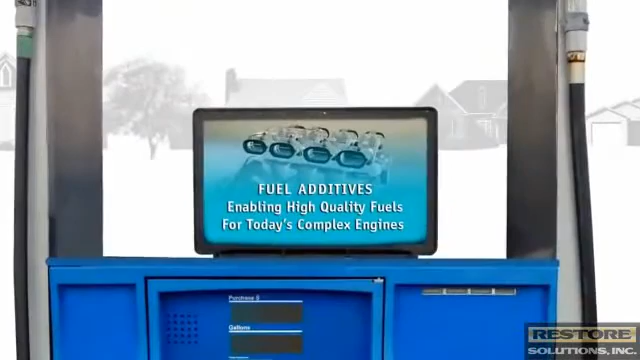 FUEL ADDITIVES
Enabling High Quality Fuels
For Today's Complex Engines
Purchase $
Gallons
RESTORE
SOLUTIONS, INC.